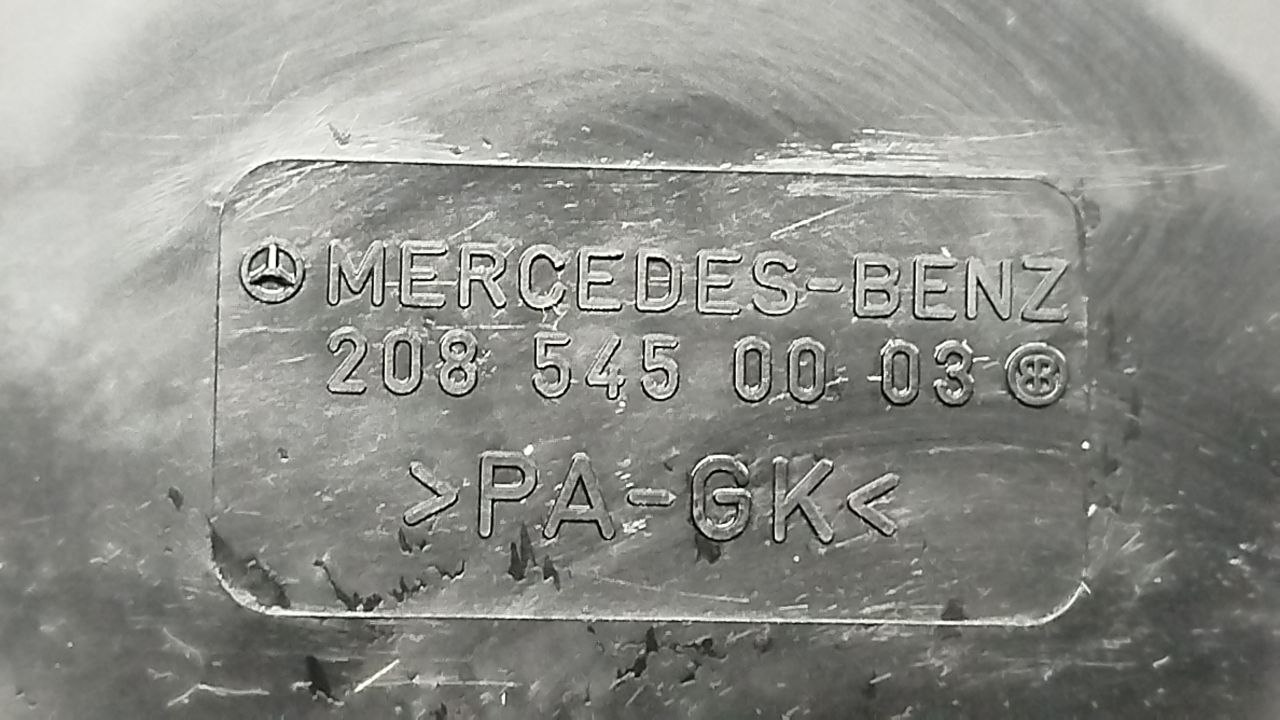 MERCEDES-BENZ
208 545 00 03
>PA-GK<